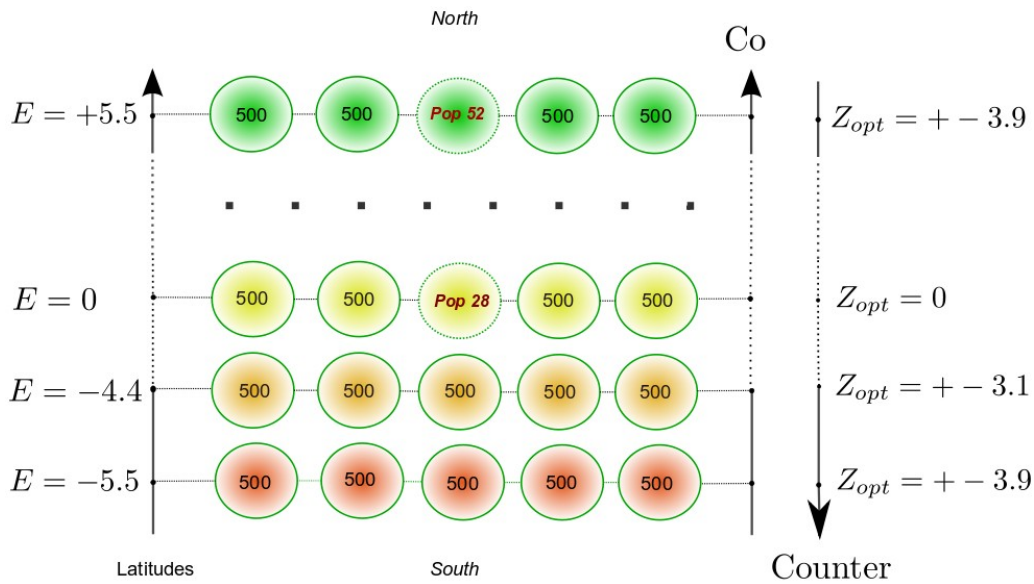 North
Co
E = +5.5 500 500 Pop 52 500 500 Z_opt = + − 3.9
E = 0 500 500 Pop 28 500 500 Z_opt = 0
E = −4.4 500 500 500 500 500 Z_opt = + − 3.1
E = −5.5 500 500 500 500 500 Z_opt = + − 3.9
Latitudes South Counter